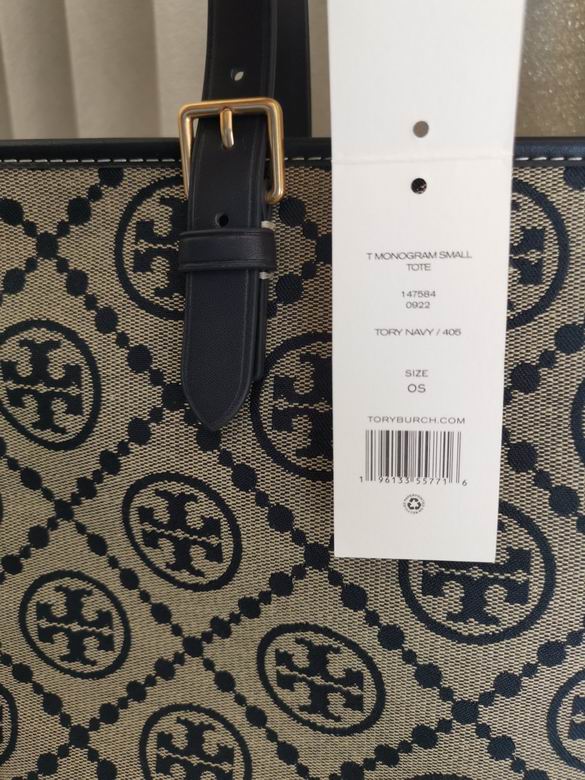 T MONOGRAM SMALL
TOTE
147584
0922
TORY NAVY / 405
SIZE
OS
TORYBURCH.COM
1 96133 55771 6